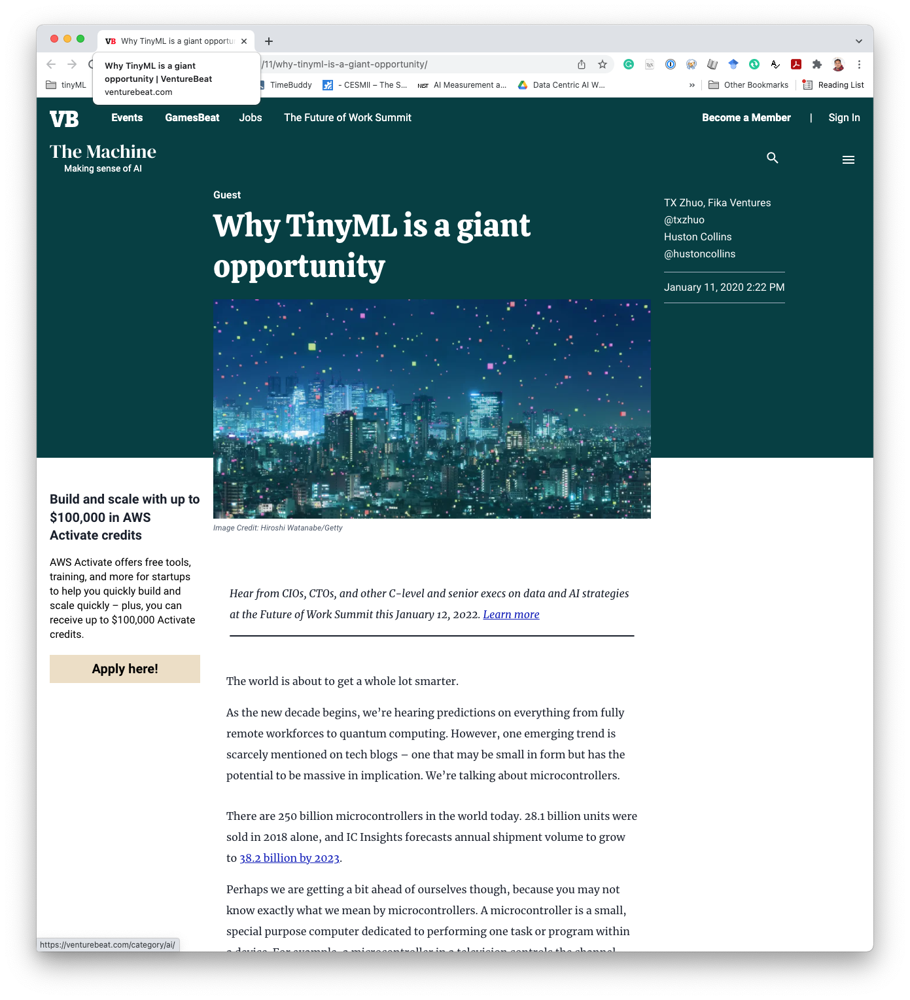 VB Why TinyML is a giant opportu
Why TinyML is a giant
opportunity | VentureBeat
venturebeat.com
/11/why-tinyml-is-a-giant-opportunity/
tinyML
TimeBuddy
- CESMII – The S...
NIST AI Measurement a...
Data Centric AI W...
»
Other Bookmarks
Reading List
VB
Events
GamesBeat
Jobs
The Future of Work Summit
Become a Member
|
Sign In
The Machine
Making sense of AI
Guest
Why TinyML is a giant
opportunity
TX Zhuo, Fika Ventures
@txzhuo
Huston Collins
@hustoncollins
January 11, 2020 2:22 PM
Image Credit: Hiroshi Watanabe/Getty
Build and scale with up to
$100,000 in AWS
Activate credits
AWS Activate offers free tools,
training, and more for startups
to help you quickly build and
scale quickly – plus, you can
receive up to $100,000 Activate
credits.
Apply here!
Hear from CIOs, CTOs, and other C-level and senior execs on data and AI strategies
at the Future of Work Summit this January 12, 2022. Learn more
The world is about to get a whole lot smarter.
As the new decade begins, we’re hearing predictions on everything from fully
remote workforces to quantum computing. However, one emerging trend is
scarcely mentioned on tech blogs – one that may be small in form but has the
potential to be massive in implication. We’re talking about microcontrollers.
There are 250 billion microcontrollers in the world today. 28.1 billion units were
sold in 2018 alone, and IC Insights forecasts annual shipment volume to grow
to 38.2 billion by 2023.
Perhaps we are getting a bit ahead of ourselves though, because you may not
know exactly what we mean by microcontrollers. A microcontroller is a small,
special purpose computer dedicated to performing one task or program within
a device. For example, a microcontroller in a television controls the channel
https://venturebeat.com/category/ai/